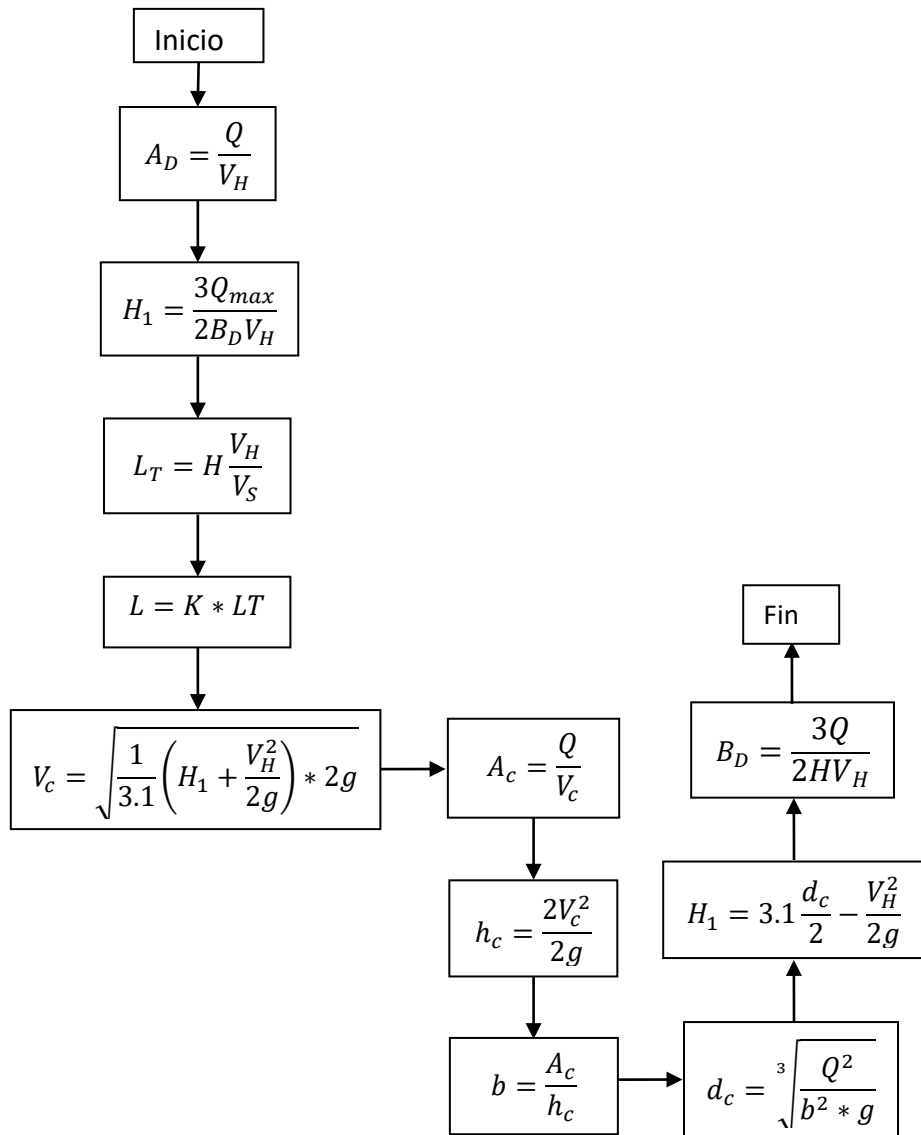 Inicio
A_D = Q/V_H
H_1 = 3Q_{max}/2B_D V_H
L_T = H V_H/V_S
L = K * LT
V_c = √(1/3.1 (H_1 + V_H^2/2g) * 2g)
A_c = Q/V_c
h_c = 2V_c^2/2g
b = A_c/h_c
d_c = ∛(Q^2/b^2 * g)
H_1 = 3.1 d_c/2 − V_H^2/2g
B_D = 3Q/2HV_H
Fin